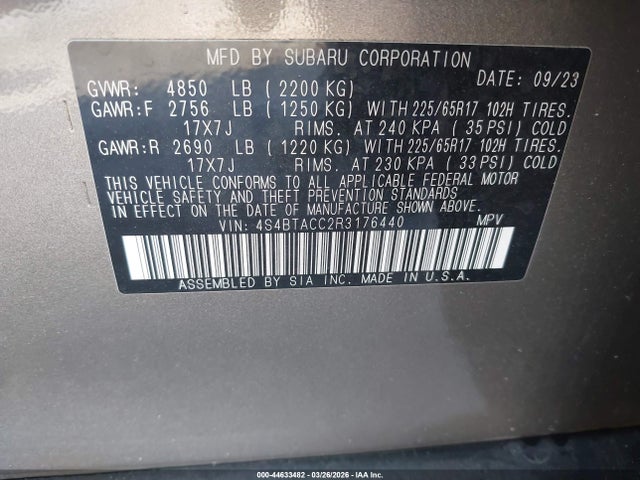 MFD BY SUBARU CORPORATION
DATE: 09/23
GVWR: 4850 LB ( 2200 KG)
GAWR:F 2756 LB ( 1250 KG) WITH 225/65R17 102H TIRES.
17X7J RIMS. AT 240 KPA ( 35 PSI) COLD
GAWR:R 2690 LB ( 1220 KG) WITH 225/65R17 102H TIRES.
17X7J RIMS. AT 230 KPA ( 33 PSI) COLD
THIS VEHICLE CONFORMS TO ALL APPLICABLE FEDERAL MOTOR
VEHICLE SAFETY AND THEFT PREVENTION STANDARDS
IN EFFECT ON THE DATE OF MANUFACTURE SHOWN ABOVE.
VIN: 4S4BTACC2R3176440 MPV
ASSEMBLED BY SIA INC. MADE IN U.S.A.
© 44633482 - 03/26/2026 - IAA Inc.